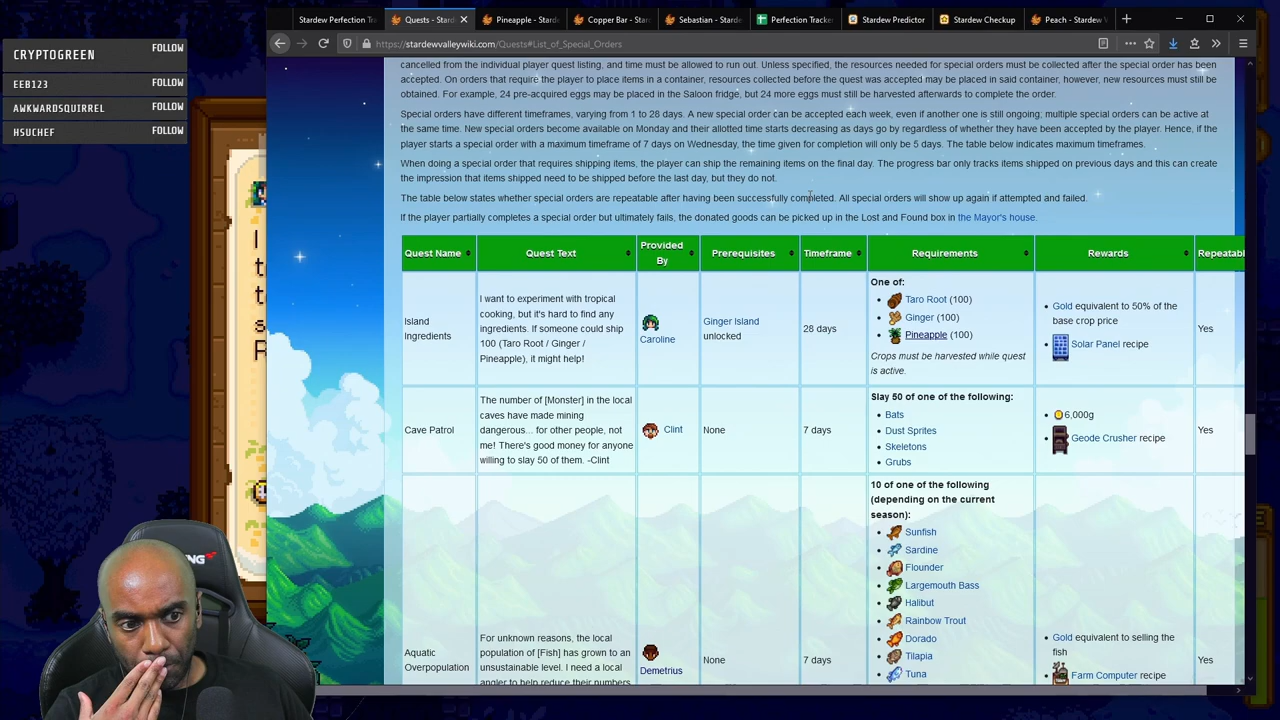 CRYPTOGREEN FOLLOW
EEB123 FOLLOW
AWKWARDSQUIRREL FOLLOW
HSUCHEF FOLLOW
Stardew Perfection Tra
Quests - Stard
Pineapple - Starde
Copper Bar - Star
Sebastian - Starde
Perfection Tracke
Stardew Predictor
Stardew Checkup
Peach - Stardew V
https://stardewvalleywiki.com/Quests#List_of_Special_Orders
cancelled from the individual player quest listing, and time must be allowed to run out. Unless specified, the resources needed for special orders must be collected after the special order has been
accepted. On orders that require the player to place items in a container, resources collected before the quest was accepted may be placed in said container, however, new resources must still be
obtained. For example, 24 pre-acquired eggs may be placed in the Saloon fridge, but 24 more eggs must still be harvested afterwards to complete the order.
Special orders have different timeframes, varying from 1 to 28 days. A new special order can be accepted each week, even if another one is still ongoing; multiple special orders can be active at
the same time. New special orders become available on Monday and their allotted time starts decreasing as days go by regardless of whether they have been accepted by the player. Hence, if the
player starts a special order with a maximum timeframe of 7 days on Wednesday, the time given for completion will only be 5 days. The table below indicates maximum timeframes.
When doing a special order that requires shipping items, the player can ship the remaining items on the final day. The progress bar only tracks items shipped on previous days and this can create
the impression that items shipped need to be shipped before the last day, but they do not.
The table below states whether special orders are repeatable after having been successfully completed. All special orders will show up again if attempted and failed.
If the player partially completes a special order but ultimately fails, the donated goods can be picked up in the Lost and Found box in the Mayor's house.
Quest Name
Quest Text
Provided
By
Prerequisites
Timeframe
Requirements
Rewards
Repeatabl
Island
Ingredients
I want to experiment with tropical
cooking, but it's hard to find any
ingredients. If someone could ship
100 (Taro Root / Ginger /
Pineapple), it might help!
Caroline
Ginger Island
unlocked
28 days
One of:
Taro Root (100)
Ginger (100)
Pineapple (100)
Crops must be harvested while quest
is active.
Gold equivalent to 50% of the
base crop price
Solar Panel recipe
Yes
Cave Patrol
The number of [Monster] in the local
caves have made mining
dangerous... for other people, not
me! There's good money for anyone
willing to slay 50 of them. -Clint
Clint
None
7 days
Slay 50 of one of the following:
Bats
Dust Sprites
Skeletons
Grubs
6,000g
Geode Crusher recipe
Yes
Aquatic
Overpopulation
For unknown reasons, the local
population of [Fish] has grown to an
unsustainable level. I need a local
angler to help reduce their numbers
Demetrius
None
7 days
10 of one of the following
(depending on the current
season):
Sunfish
Sardine
Flounder
Largemouth Bass
Halibut
Rainbow Trout
Dorado
Tilapia
Tuna
Gold equivalent to selling the
fish
Farm Computer recipe
Yes